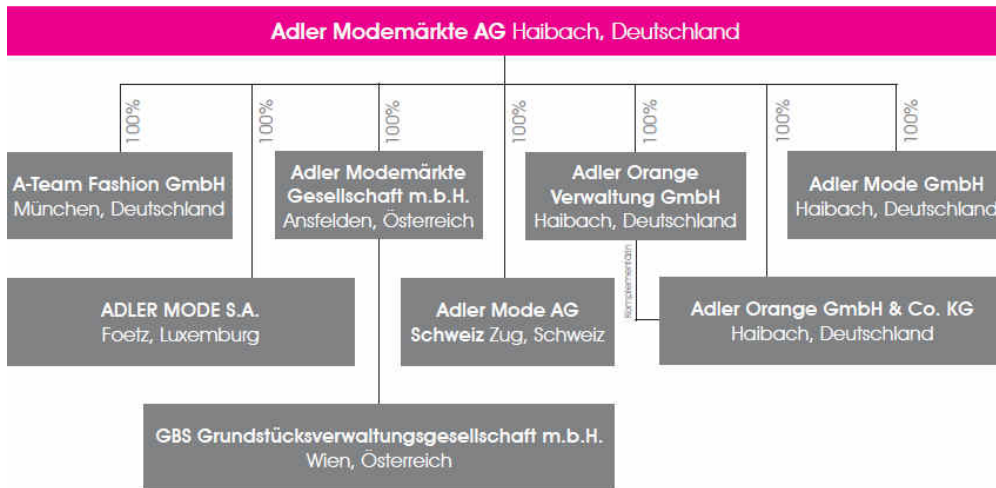 Adler Modemärkte AG Haibach, Deutschland
100%
100%
100%
100%
100%
100%
100%
A-Team Fashion GmbH
München, Deutschland
Adler Modemärkte
Gesellschaft m.b.H.
Ansfelden, Österreich
Adler Orange
Verwaltung GmbH
Haibach, Deutschland
Adler Mode GmbH
Haibach, Deutschland
Komplementärin
ADLER MODE S.A.
Foetz, Luxemburg
Adler Mode AG
Schweiz Zug, Schweiz
Adler Orange GmbH & Co. KG
Haibach, Deutschland
GBS Grundstücksverwaltungsgesellschaft m.b.H.
Wien, Österreich